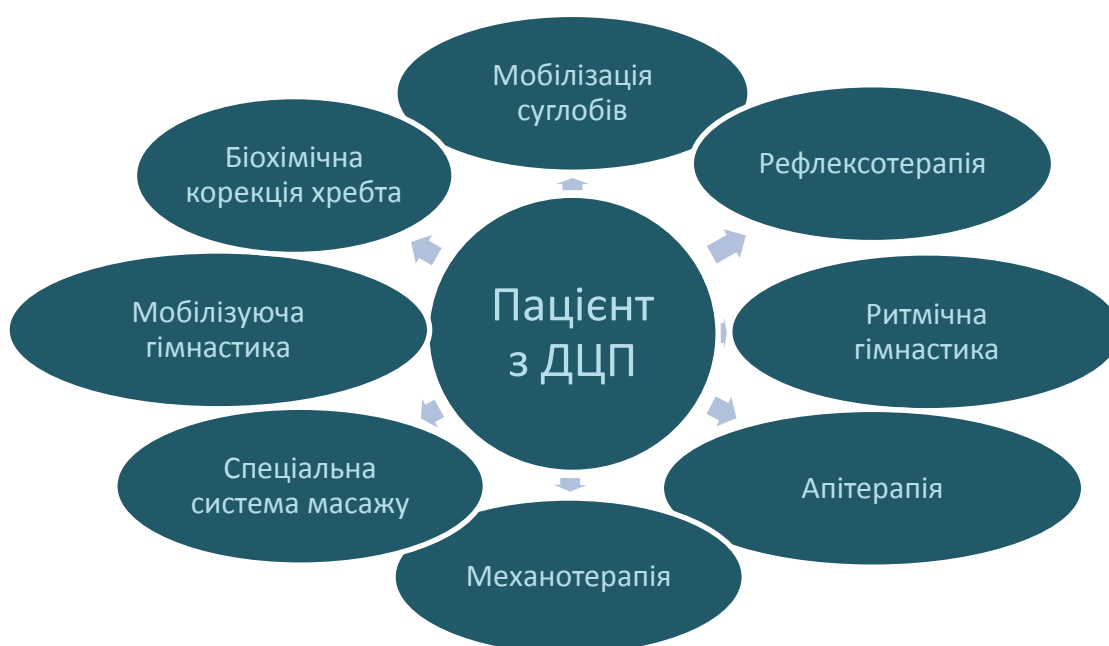 Мобілізація
суглобів
Рефлексотерапія
Ритмічна
гімнастика
Апітерапія
Механотерапія
Спеціальна
система масажу
Мобілізуюча
гімнастика
Біохімічна
корекція хребта
Пацієнт
з ДЦП